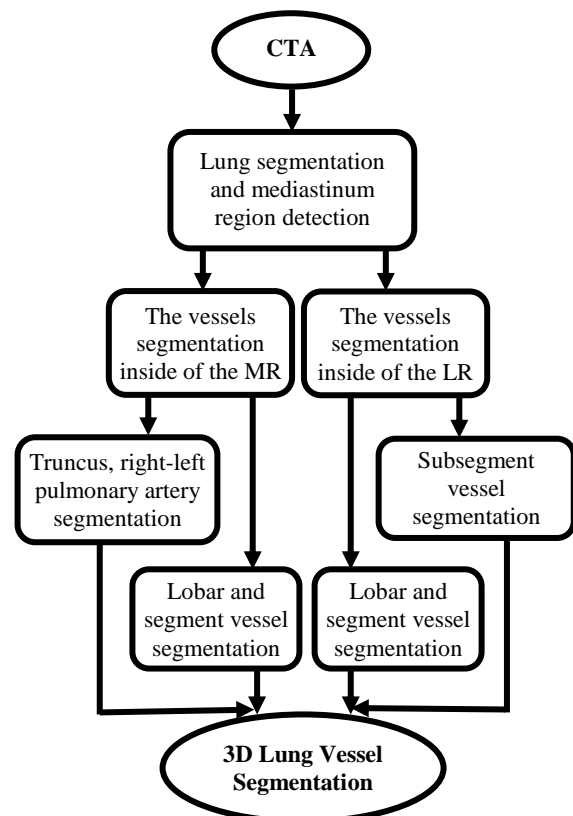 CTA
Lung segmentation
and mediastinum
region detection
The vessels
segmentation
inside of the MR
The vessels
segmentation
inside of the LR
Truncus, right-left
pulmonary artery
segmentation
Subsegment
vessel
segmentation
Lobar and
segment vessel
segmentation
Lobar and
segment vessel
segmentation
3D Lung Vessel
Segmentation